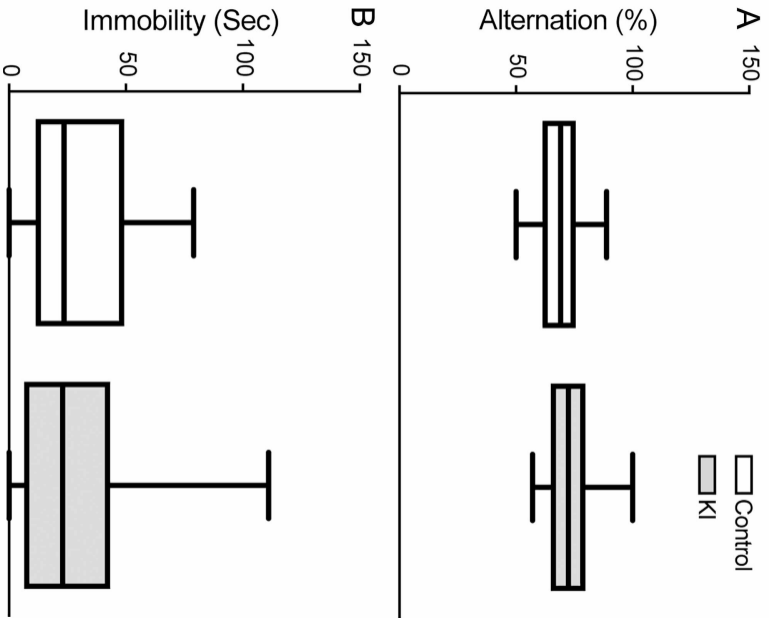 A
Alternation (%)
150
100
50
0
Control
KI
B
Immobility (Sec)
150
100
50
0